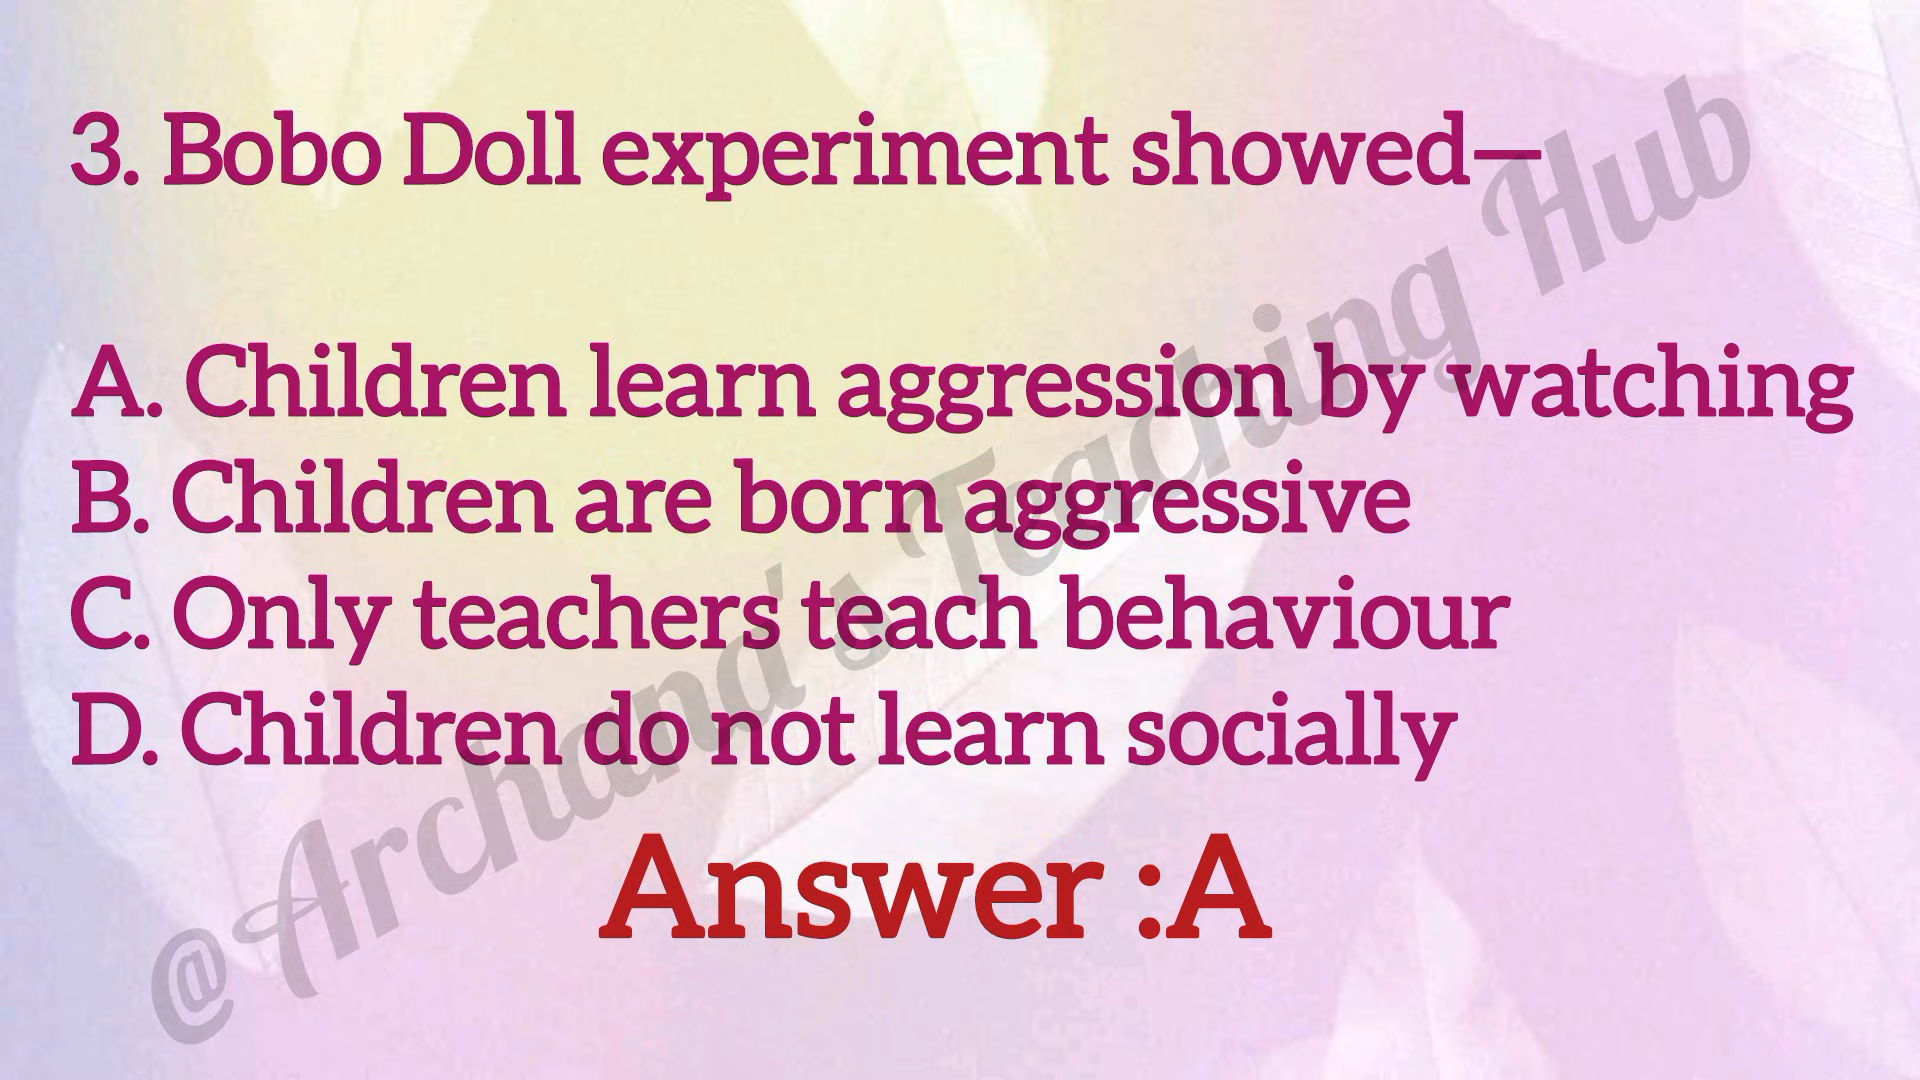 3. Bobo Doll experiment showed—
A. Children learn aggression by watching
B. Children are born aggressive
C. Only teachers teach behaviour
D. Children do not learn socially
Answer :A
@Archana's Teaching Hub